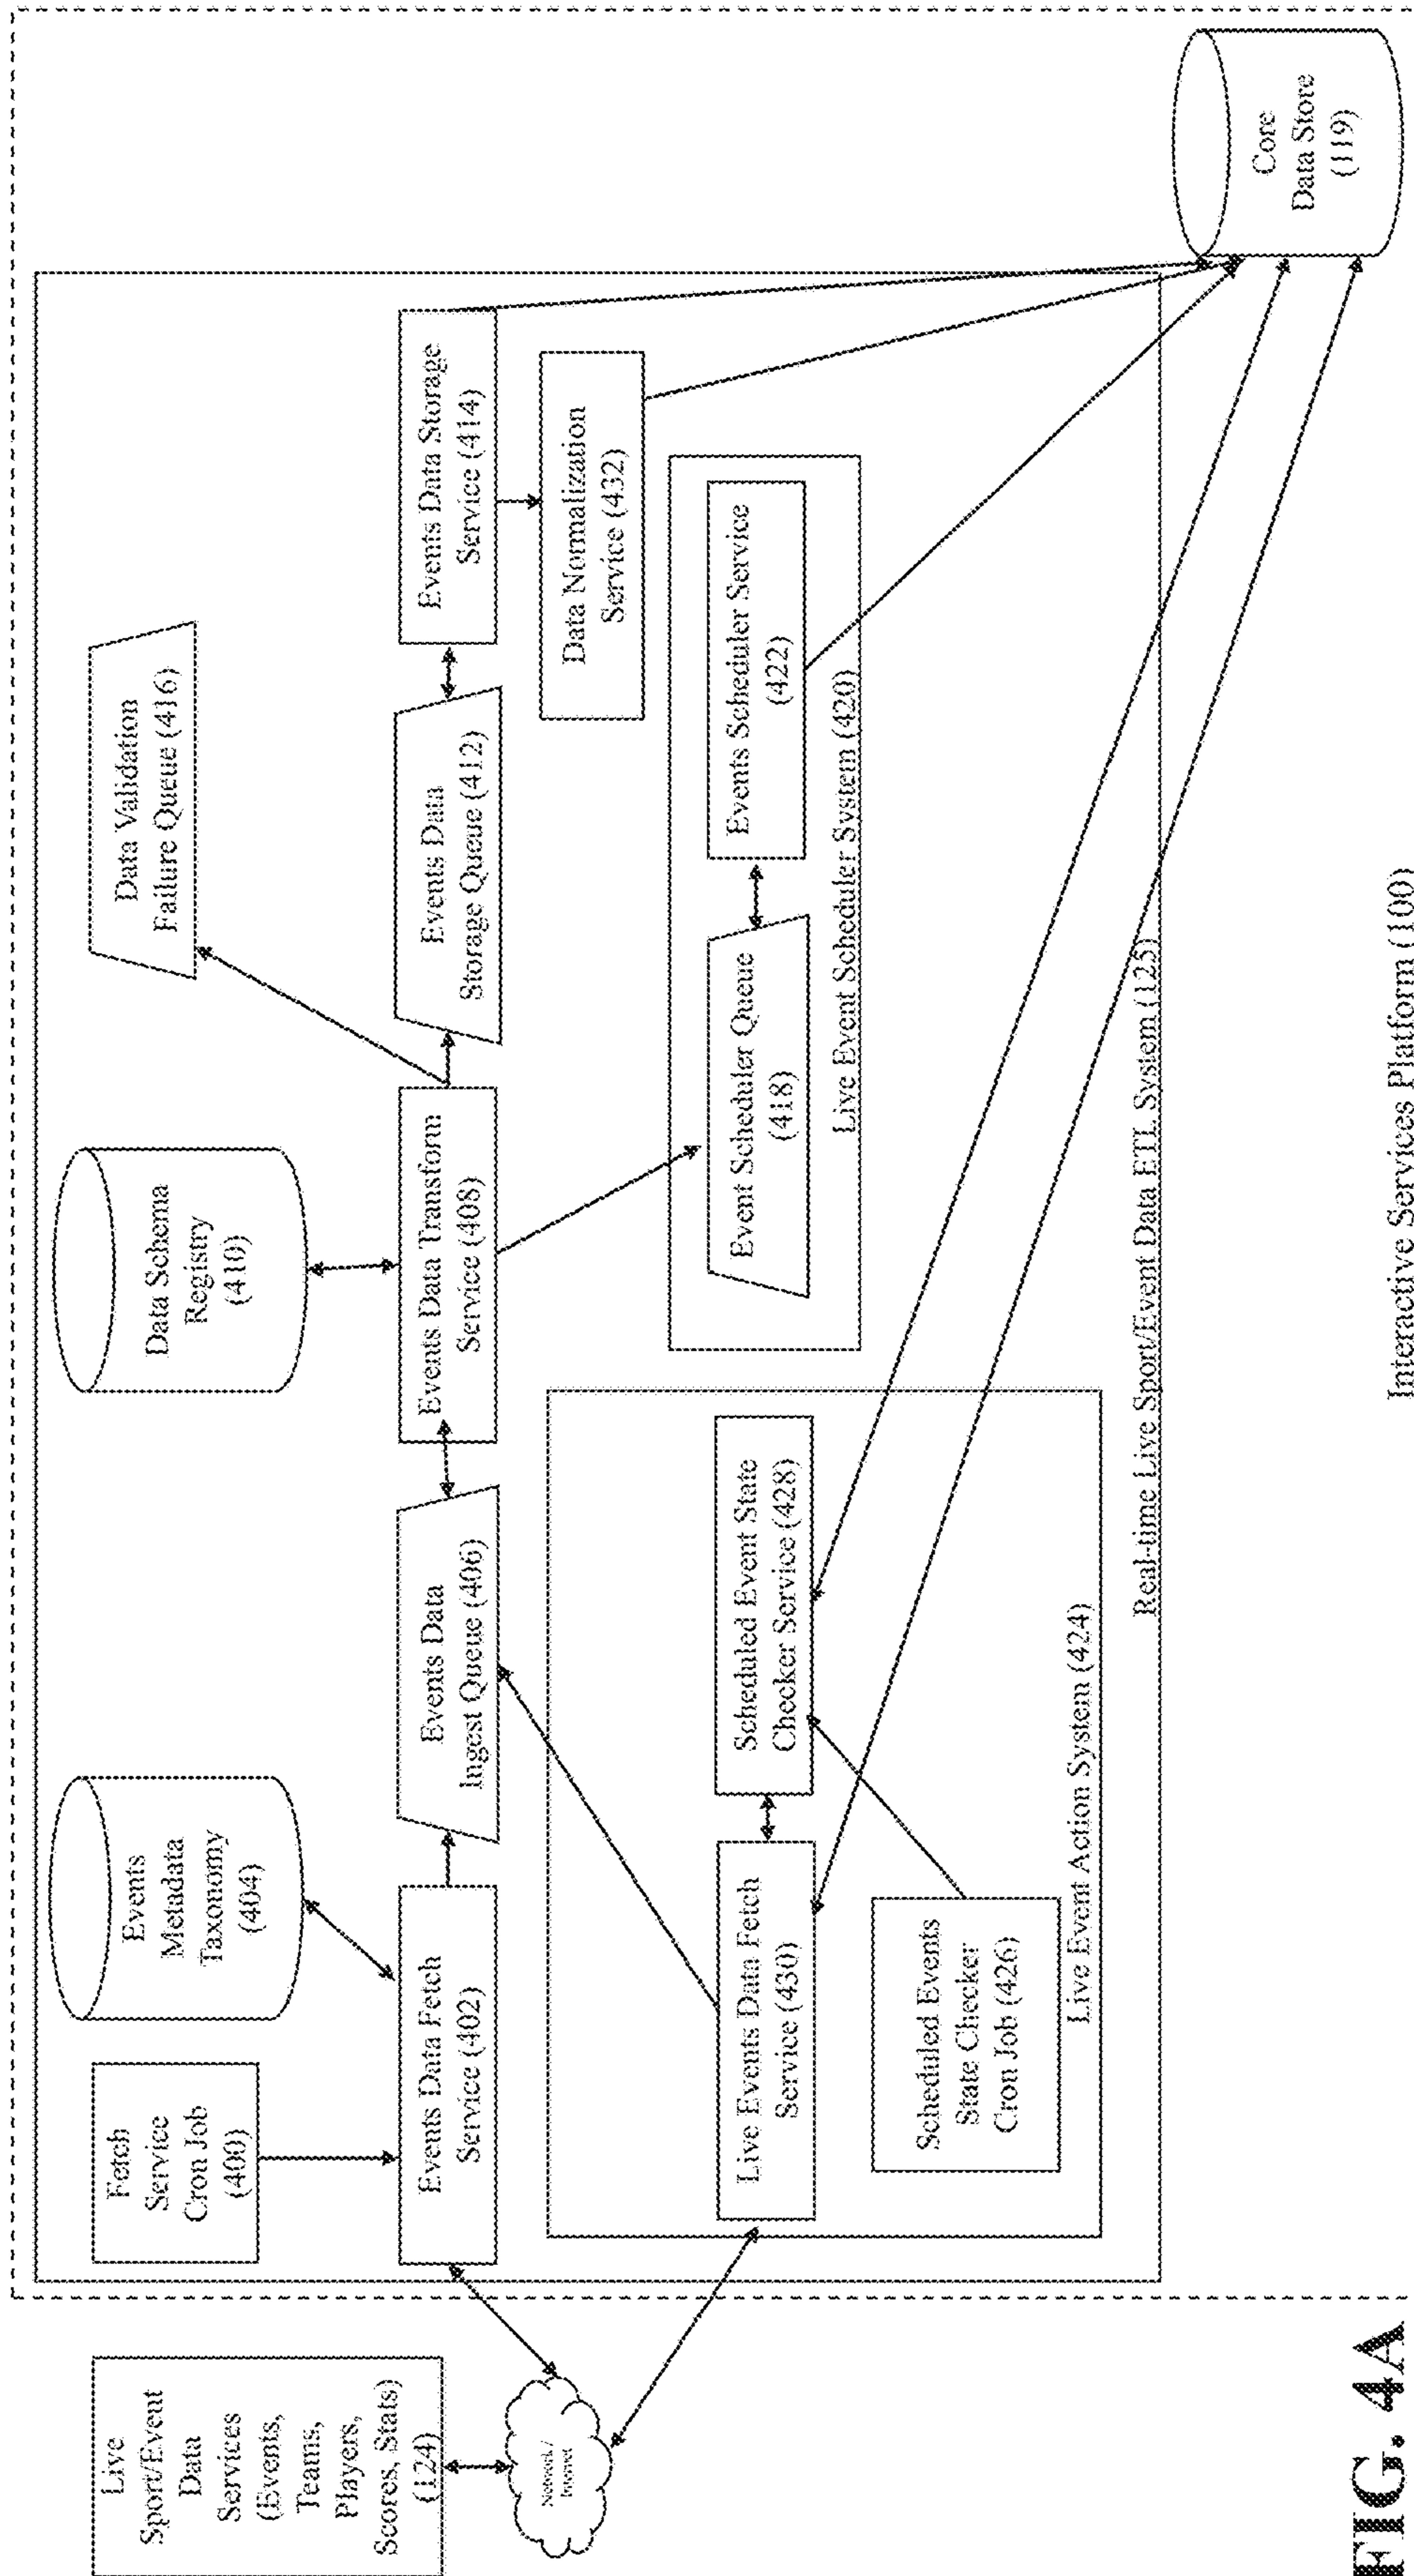 Live
Sport/Event
Data
Services
(Events,
Teams,
Players,
Scores, Stats)
(124)
Network /
Internet
Fetch
Service
Cron Job
(400)
Events
Metadata
Taxonomy
(404)
Data Schema
Registry
(410)
Data Validation
Failure Queue (416)
Events Data Fetch
Service (402)
Events Data
Ingest Queue (406)
Events Data Transform
Service (408)
Events Data
Storage Queue (412)
Events Data Storage
Service (414)
Data Normalization
Service (432)
Live Events Data Fetch
Service (430)
Scheduled Event State
Checker Service (428)
Scheduled Events
State Checker
Cron Job (426)
Live Event Action System (424)
Event Scheduler Queue
(418)
Events Scheduler Service
(422)
Live Event Scheduler System (420)
Real-time Live Sport/Event Data ETL System (125)
Core
Data Store
(119)
Interactive Services Platform (100)
FIG. 4A